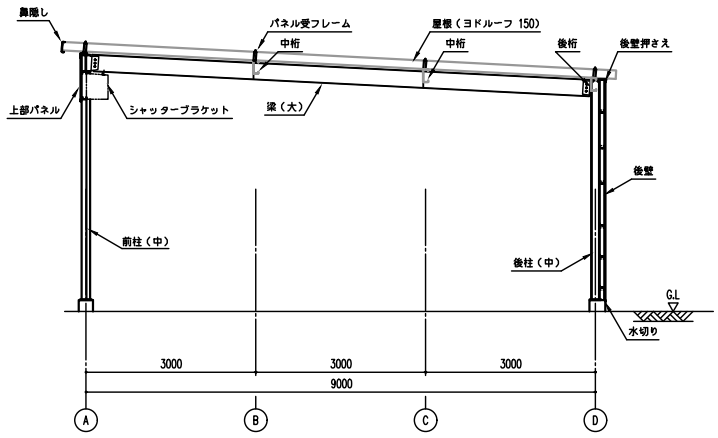 鼻隠し
パネル受フレーム
中桁
屋根(ヨドルーフ 150)
中桁
後桁
後壁押さえ
上部パネル
シャッターブラケット
梁(大)
後壁
前柱(中)
後柱(中)
G.L
水切り
3000
3000
3000
9000
A
B
C
D